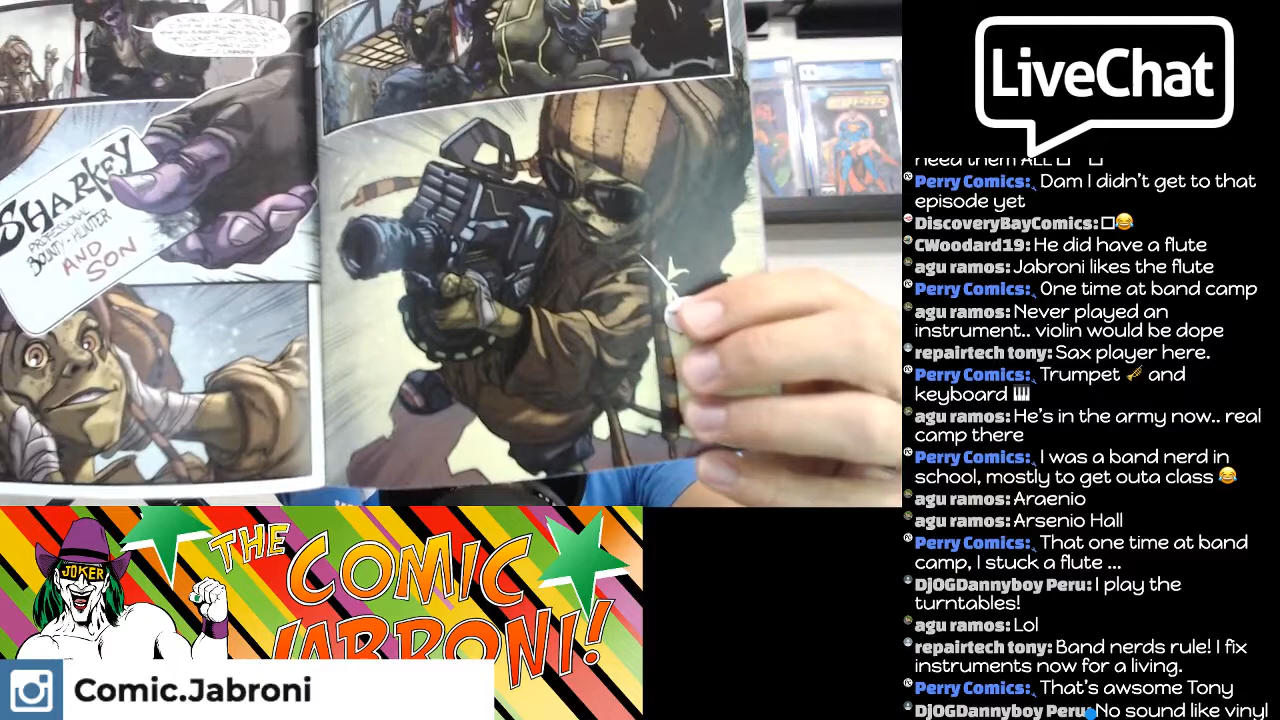 SHARKEY
PROFESSIONAL
BOUNTY-HUNTER
AND
SON
CRISIS
THE
COMIC
JABRONI!
JOKER
Comic.Jabroni
LiveChat
need them ALL
Perry Comics: Dam I didn't get to that
episode yet
DiscoveryBayComics: 😂
CWoodard19: He did have a flute
agu ramos: Jabroni likes the flute
Perry Comics: One time at band camp
agu ramos: Never played an
instrument.. violin would be dope
repairtech tony: Sax player here.
Perry Comics: Trumpet 🎺 and
keyboard 🎹
agu ramos: He's in the army now.. real
camp there
Perry Comics: I was a band nerd in
school, mostly to get outa class 😂
agu ramos: Araenio
agu ramos: Arsenio Hall
Perry Comics: That one time at band
camp, I stuck a flute ...
DjOGDannyboy Peru: I play the
turntables!
agu ramos: Lol
repairtech tony: Band nerds rule! I fix
instruments now for a living.
Perry Comics: That's awsome Tony
DjOGDannyboy Peru: No sound like vinyl